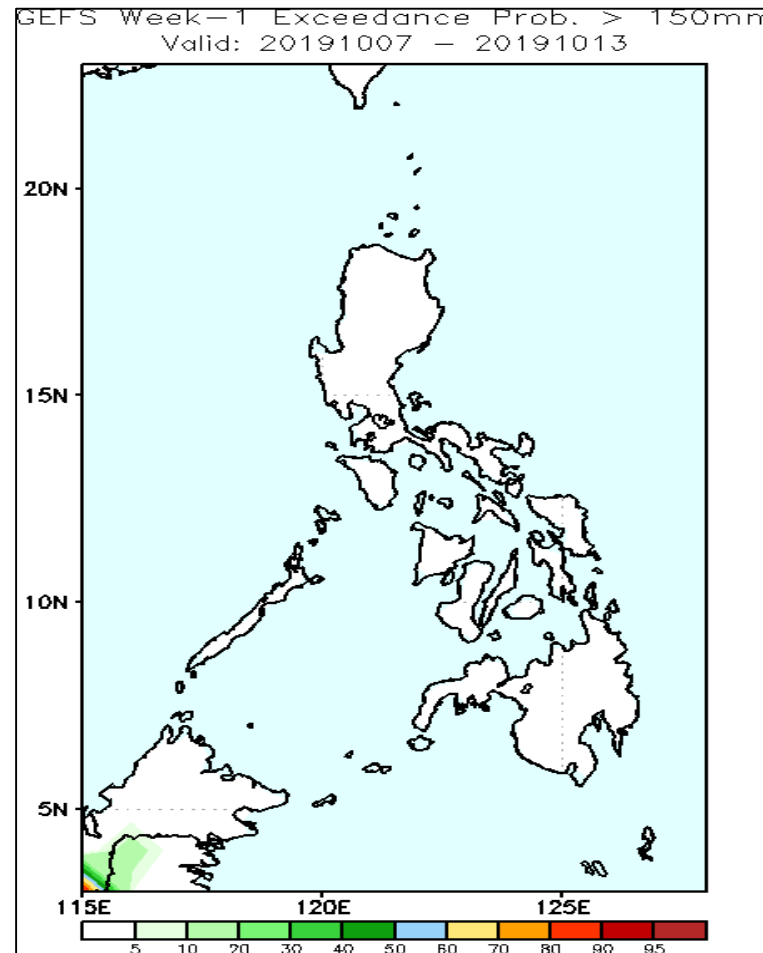 GEFS Week-1 Exceedance Prob. > 150mm
Valid: 20191007 - 20191013
20N
15N
10N
5N
115E 120E 125E
5 10 20 30 40 50 60 70 80 90 95